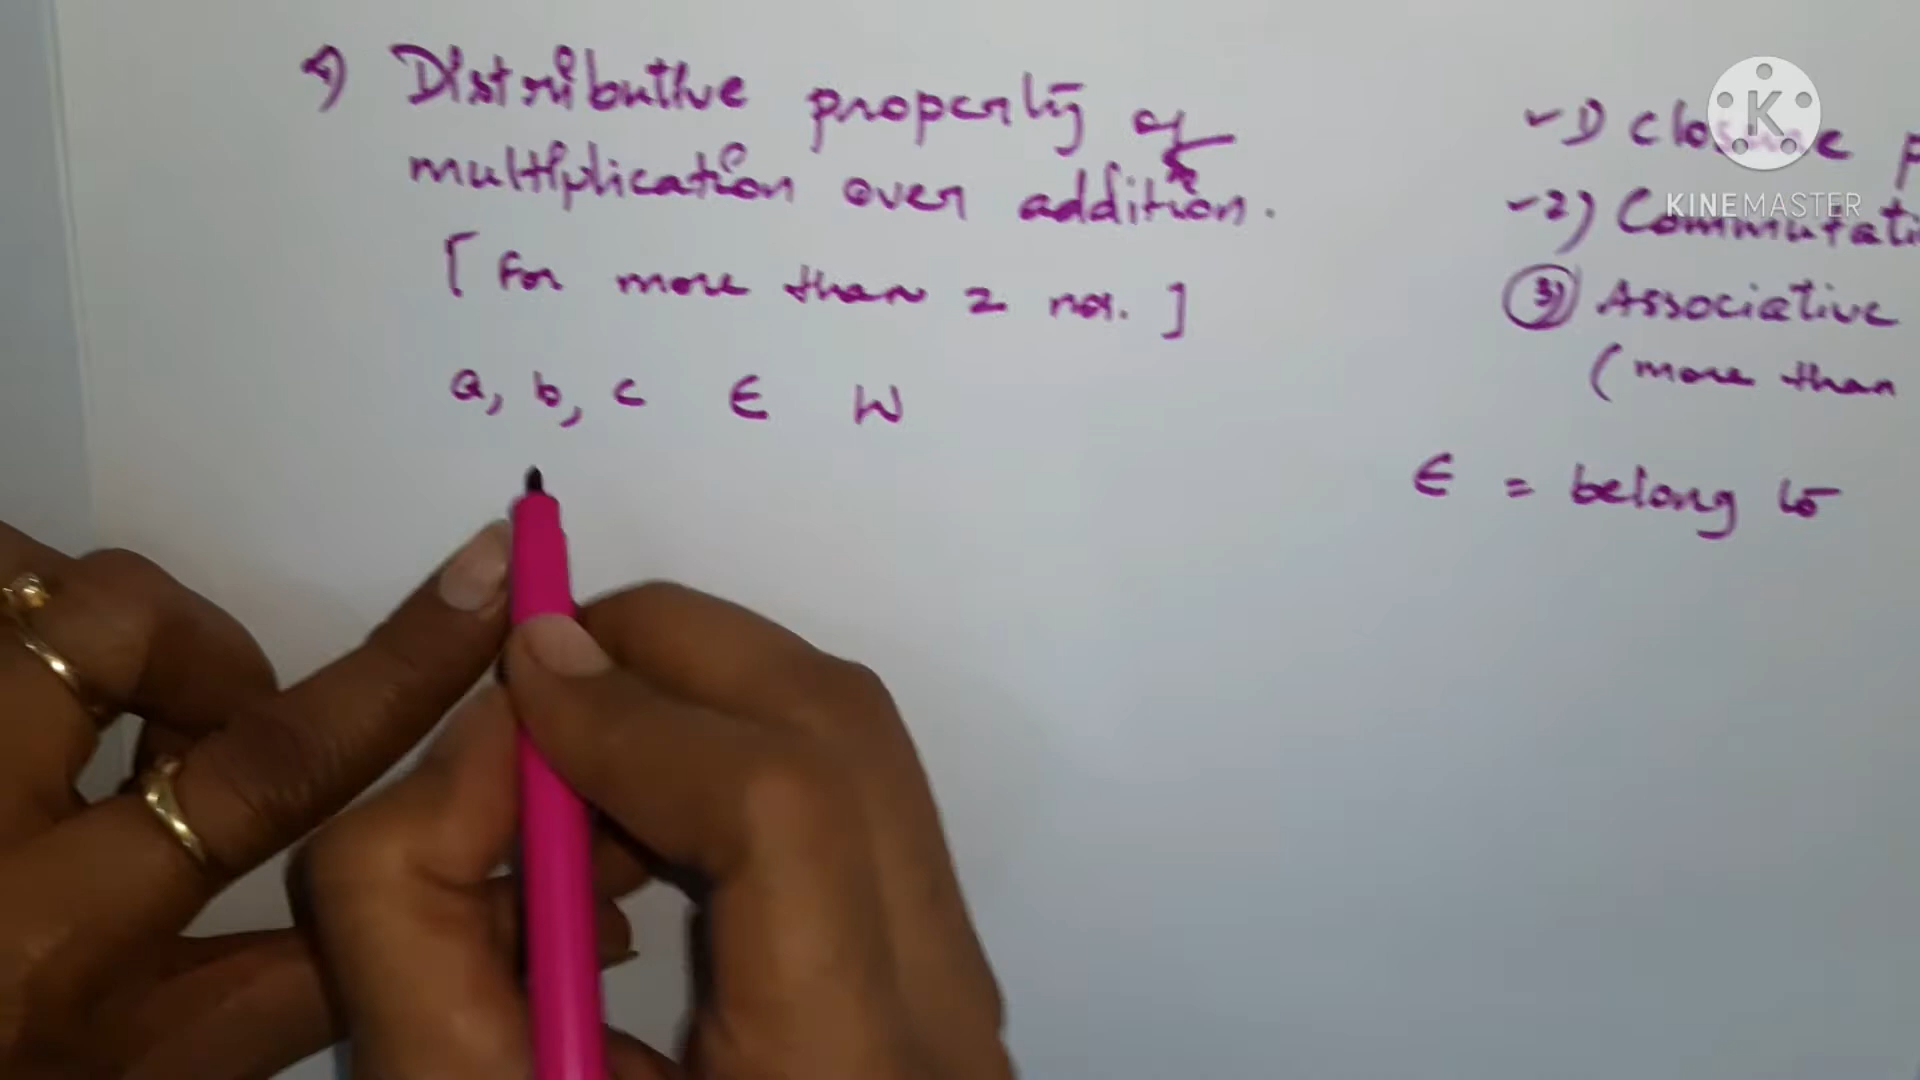 4) Distributive property of
multiplication over addition.
[ For more than 2 nos. ]
a, b, c ∈ W
1) Closure P
2) Commutati
3) Associative
(more than
∈ = belong to
K
KINEMASTER